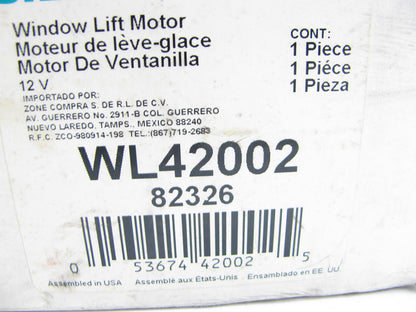 Window Lift Motor
Moteur de lève-glace
Motor De Ventanilla
12 V
CONT:
1 Piece
1 Piéce
1 Pieza
IMPORTADO POR:
ZONE COMPRA S. DE R.L. DE C.V.
AV. GUERRERO No. 2911-B COL. GUERRERO
NUEVO LAREDO, TAMPS., MEXICO 88240
R.F.C. ZCO-980914-198 TEL.:(867)719-2683
WL42002
82326
0 53674 42002 5
Assembled in USA Assemblé aux États-Unis Ensamblado en EE. UU